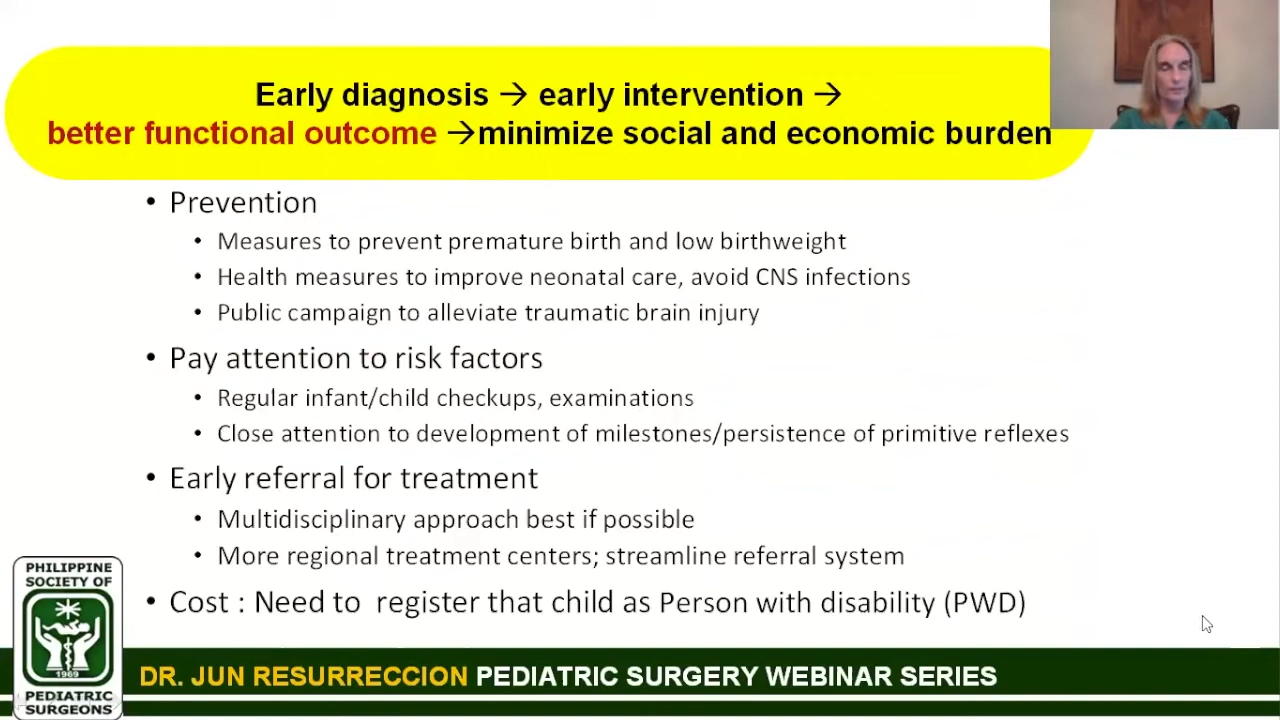 Early diagnosis → early intervention →
better functional outcome →minimize social and economic burden
• Prevention
• Measures to prevent premature birth and low birthweight
• Health measures to improve neonatal care, avoid CNS infections
• Public campaign to alleviate traumatic brain injury
• Pay attention to risk factors
• Regular infant/child checkups, examinations
• Close attention to development of milestones/persistence of primitive reflexes
• Early referral for treatment
• Multidisciplinary approach best if possible
• More regional treatment centers; streamline referral system
• Cost : Need to register that child as Person with disability (PWD)
PHILIPPINE
SOCIETY OF
1969
PEDIATRIC
SURGEONS
DR. JUN RESURRECCION PEDIATRIC SURGERY WEBINAR SERIES